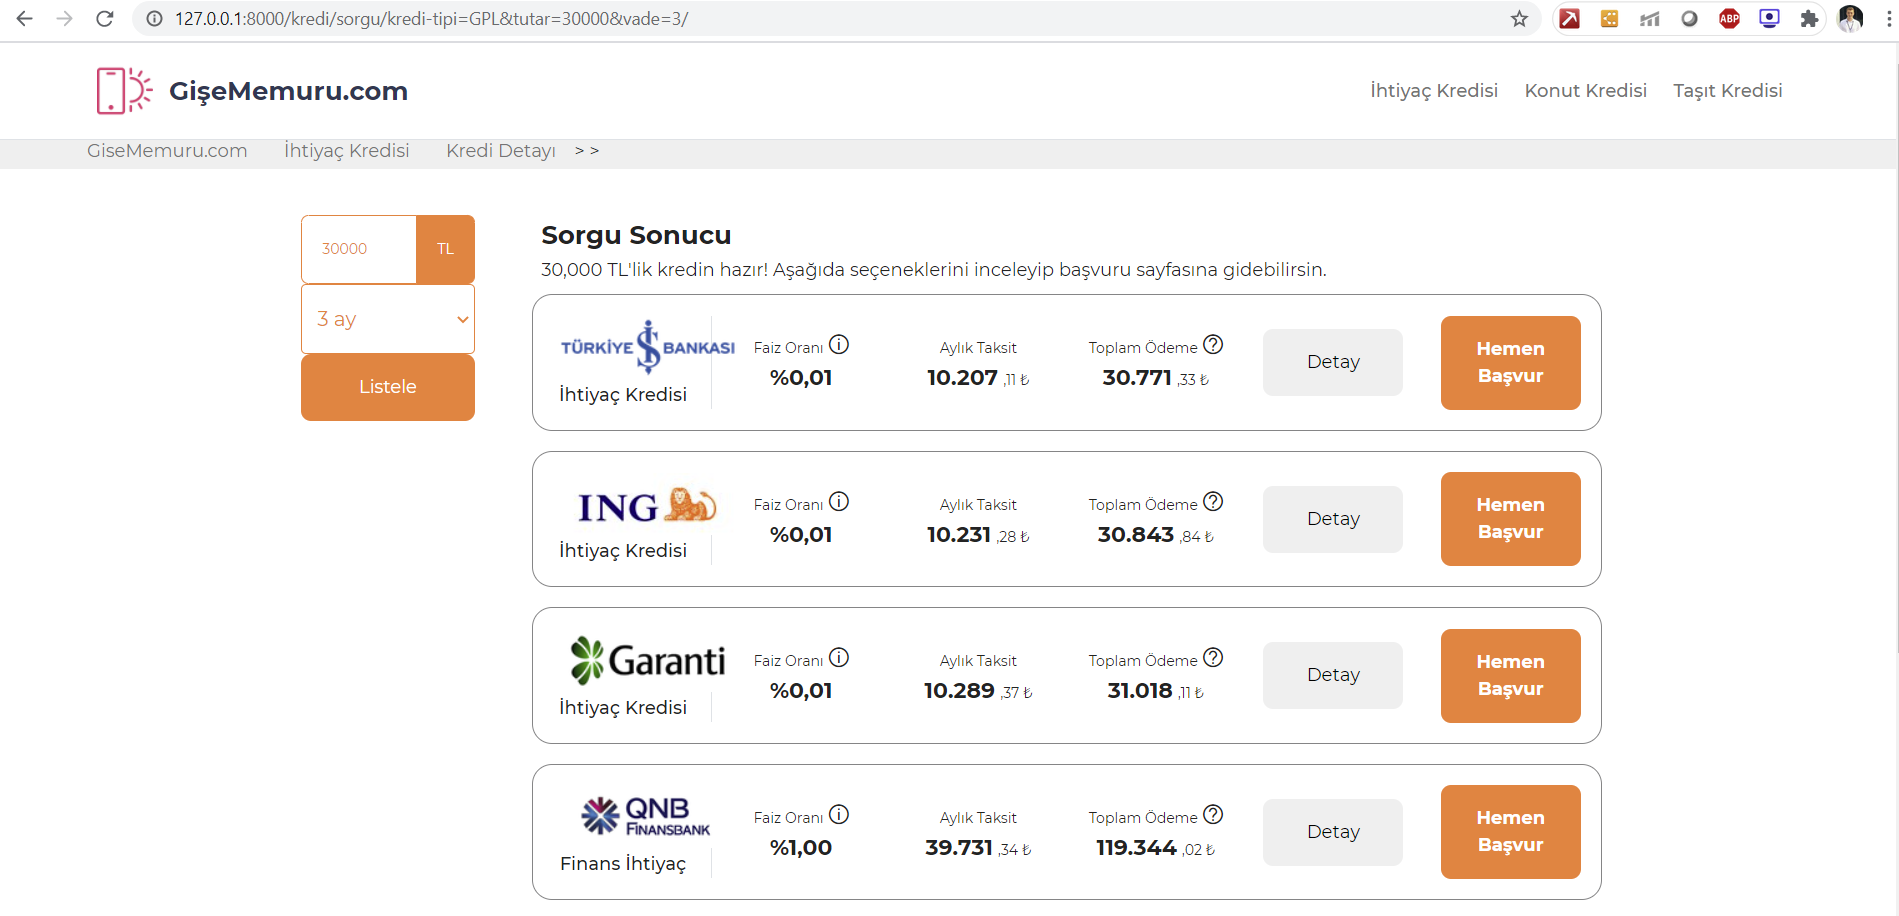 127.0.0.1:8000/kredi/sorgu/kredi-tipi=GPL&tutar=30000&vade=3/
ABP
GişeMemuru.com
İhtiyaç Kredisi
Konut Kredisi
Taşıt Kredisi
GiseMemuru.com
İhtiyaç Kredisi
Kredi Detayı
> >
30000
TL
3 ay
Listele
Sorgu Sonucu
30,000 TL'lik kredin hazır! Aşağıda seçeneklerini inceleyip başvuru sayfasına gidebilirsin.
TÜRKİYE İŞ BANKASI
İhtiyaç Kredisi
Faiz Oranı
%0,01
Aylık Taksit
10.207 ,11 ₺
Toplam Ödeme
30.771 ,33 ₺
Detay
Hemen
Başvur
ING
İhtiyaç Kredisi
Faiz Oranı
%0,01
Aylık Taksit
10.231 ,28 ₺
Toplam Ödeme
30.843 ,84 ₺
Detay
Hemen
Başvur
Garanti
İhtiyaç Kredisi
Faiz Oranı
%0,01
Aylık Taksit
10.289 ,37 ₺
Toplam Ödeme
31.018 ,11 ₺
Detay
Hemen
Başvur
QNB
FİNANSBANK
Finans İhtiyaç
Faiz Oranı
%1,00
Aylık Taksit
39.731 ,34 ₺
Toplam Ödeme
119.344 ,02 ₺
Detay
Hemen
Başvur